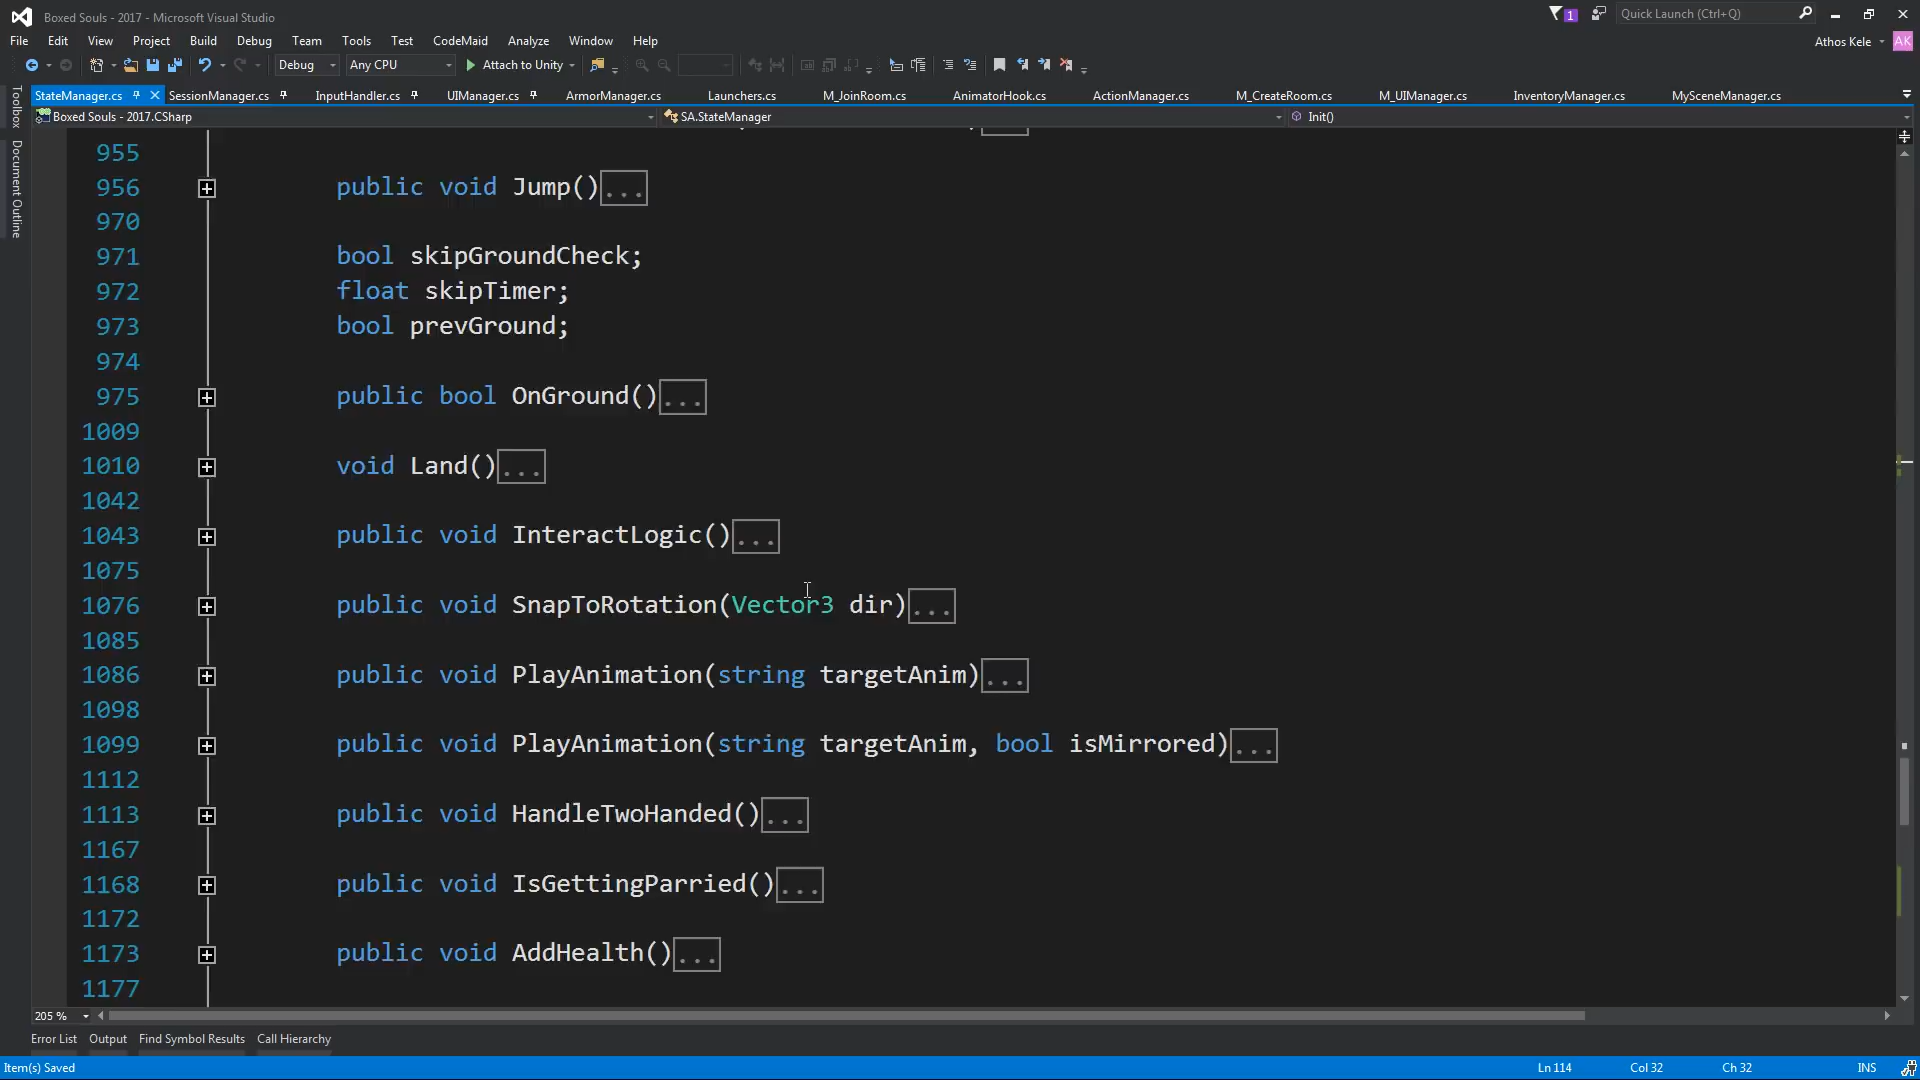 Boxed Souls - 2017 - Microsoft Visual Studio
1
Quick Launch (Ctrl+Q)
File Edit View Project Build Debug Team Tools Test CodeMaid Analyze Window Help
Athos Kele AK
Debug Any CPU Attach to Unity
StateManager.cs SessionManager.cs InputHandler.cs UIManager.cs ArmorManager.cs Launchers.cs M_JoinRoom.cs AnimatorHook.cs ActionManager.cs M_CreateRoom.cs M_UIManager.cs InventoryManager.cs MySceneManager.cs
Boxed Souls - 2017.CSharp SA.StateManager Init()
Toolbox
Document Outline
955
956 public void Jump()...
970
971 bool skipGroundCheck;
972 float skipTimer;
973 bool prevGround;
974
975 public bool OnGround()...
1009
1010 void Land()...
1042
1043 public void InteractLogic()...
1075
1076 public void SnapToRotation(Vector3 dir)...
1085
1086 public void PlayAnimation(string targetAnim)...
1098
1099 public void PlayAnimation(string targetAnim, bool isMirrored)...
1112
1113 public void HandleTwoHanded()...
1167
1168 public void IsGettingParried()...
1172
1173 public void AddHealth()...
1177
205 %
Error List Output Find Symbol Results Call Hierarchy
Item(s) Saved Ln 114 Col 32 Ch 32 INS